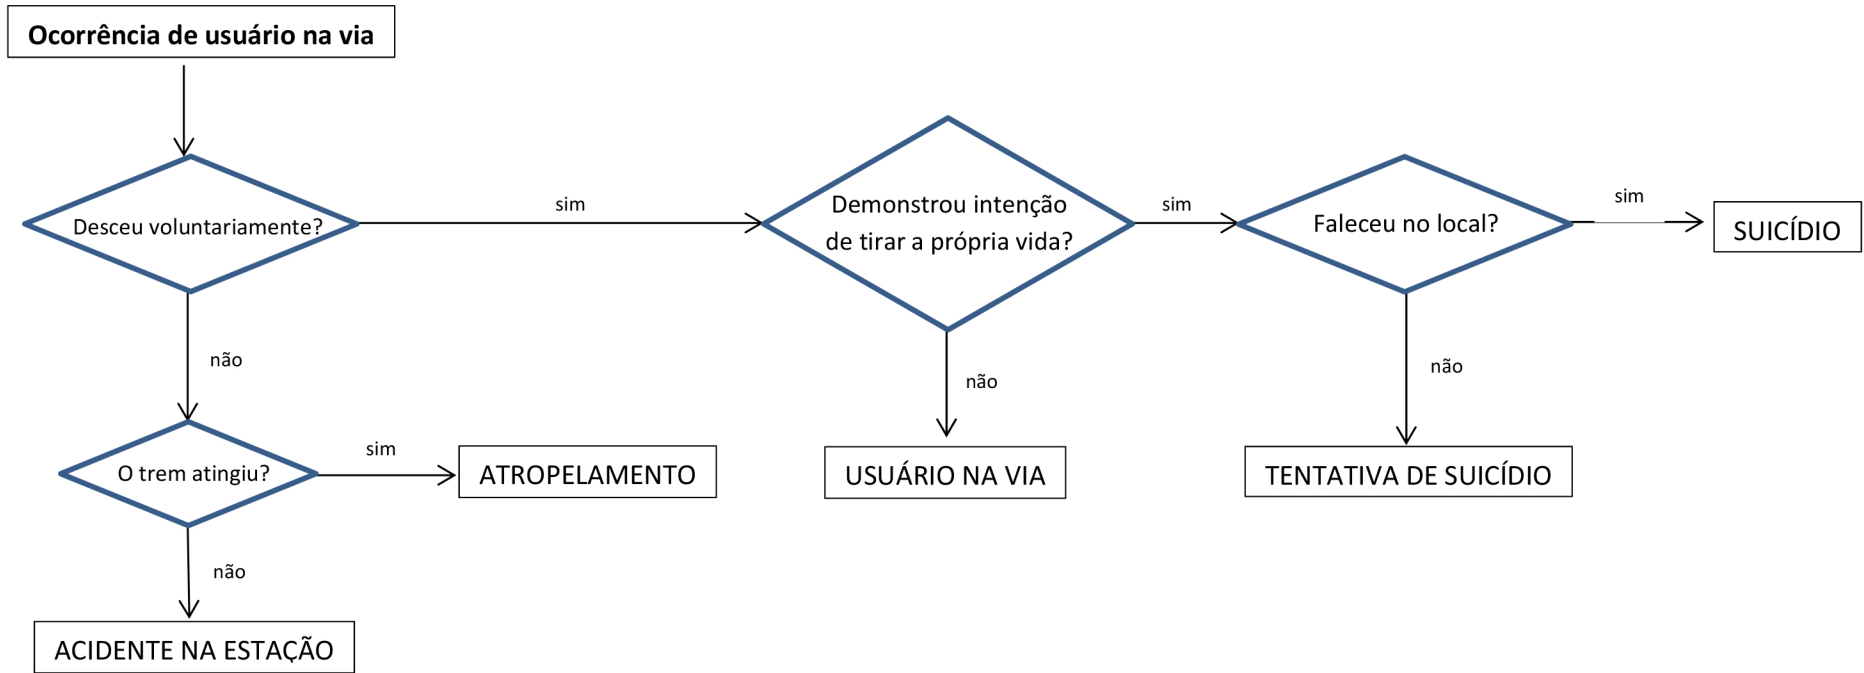 Ocorrência de usuário na via
Desceu voluntariamente?
sim
Demonstrou intenção
de tirar a própria vida?
sim
Faleceu no local?
sim
SUICÍDIO
não
não
não
O trem atingiu?
sim
ATROPELAMENTO
USUÁRIO NA VIA
TENTATIVA DE SUICÍDIO
não
ACIDENTE NA ESTAÇÃO